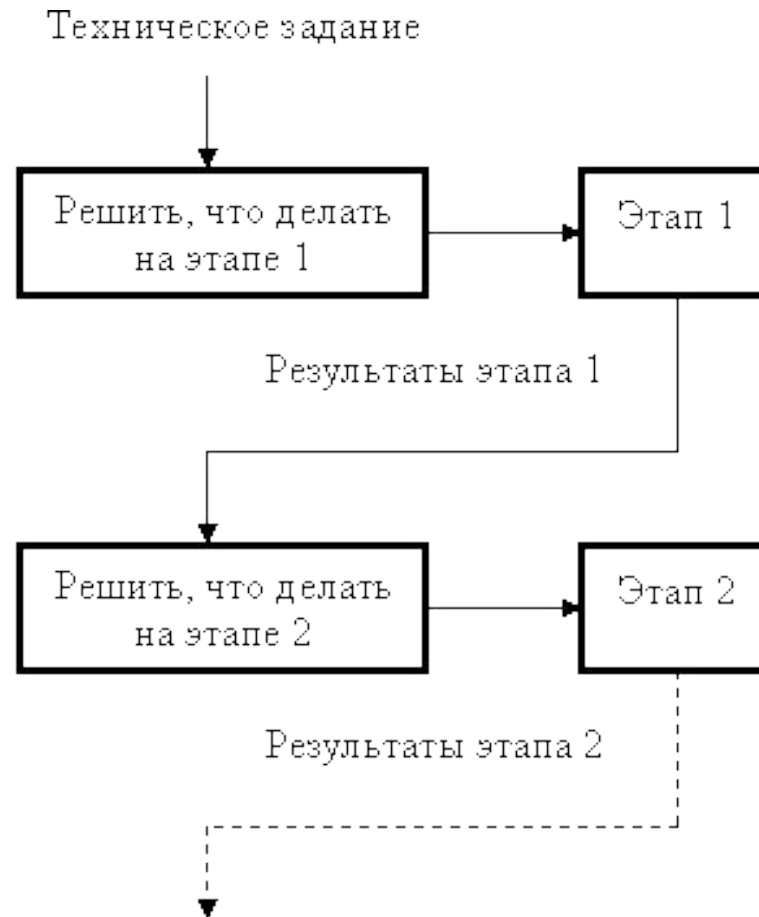 Техническое задание
Решить, что делать
на этапе 1
Этап 1
Результаты этапа 1
Решить, что делать
на этапе 2
Этап 2
Результаты этапа 2